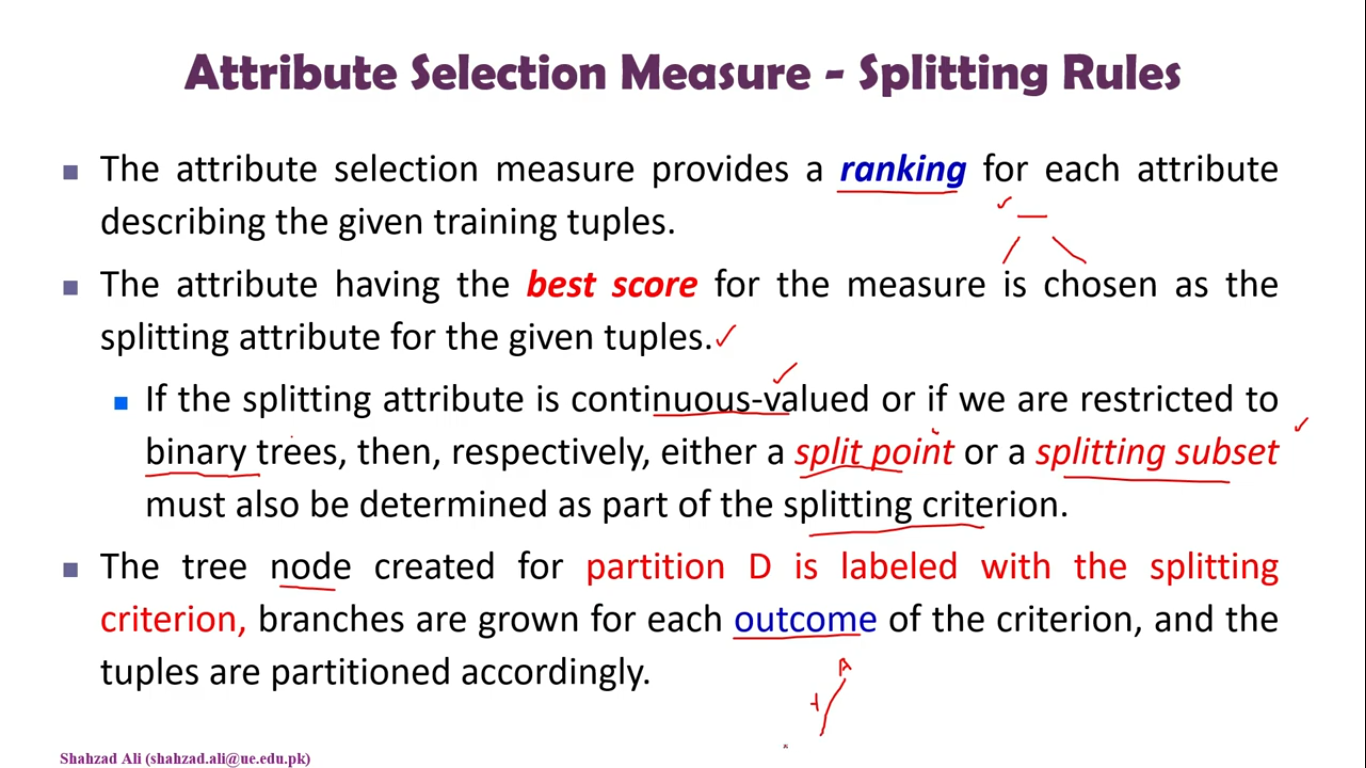 Attribute Selection Measure - Splitting Rules
The attribute selection measure provides a ranking for each attribute
describing the given training tuples.
The attribute having the best score for the measure is chosen as the
splitting attribute for the given tuples.
If the splitting attribute is continuous-valued or if we are restricted to
binary trees, then, respectively, either a split point or a splitting subset
must also be determined as part of the splitting criterion.
The tree node created for partition D is labeled with the splitting
criterion, branches are grown for each outcome of the criterion, and the
tuples are partitioned accordingly.
A
Shahzad Ali (shahzad.ali@ue.edu.pk)